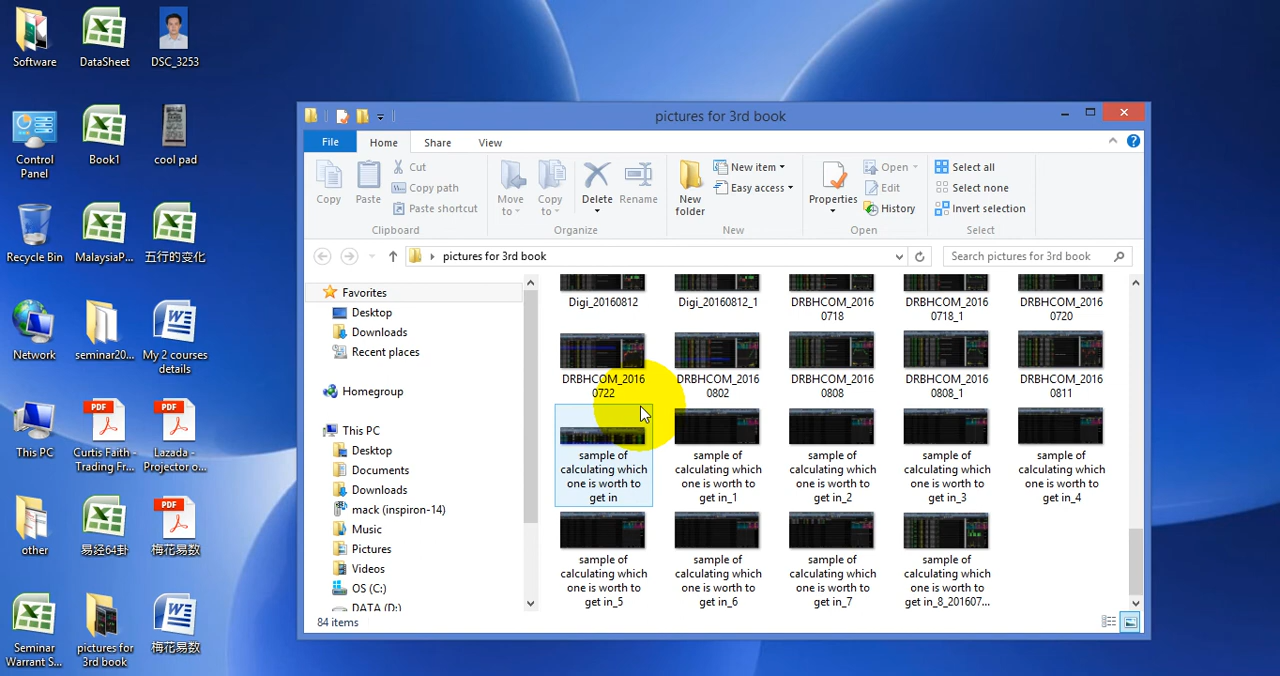 Software
DataSheet
DSC_3253
Control
Panel
Book1
cool pad
Recycle Bin
MalaysiaP...
五行的变化
Network
seminar20...
My 2 courses
details
PDF
PDF
This PC
Curtis Faith -
Trading Fr...
Lazada -
Projector o...
PDF
other
易经64卦
梅花易数
Seminar
Warrant S...
pictures for
3rd book
梅花易数
pictures for 3rd book
File
Home
Share
View
Copy
Paste
Cut
Copy path
Paste shortcut
Clipboard
Move
to
Copy
to
Delete
Rename
Organize
New
folder
New item
Easy access
New
Properties
Open
Edit
History
Open
Select all
Select none
Invert selection
Select
pictures for 3rd book
Search pictures for 3rd book
Favorites
Desktop
Downloads
Recent places
Homegroup
This PC
Desktop
Documents
Downloads
mack (inspiron-14)
Music
Pictures
Videos
OS (C:)
DATA (D:)
Digi_20160812
Digi_20160812_1
DRBHCOM_2016
0718
DRBHCOM_2016
0718_1
DRBHCOM_2016
0720
DRBHCOM_2016
0722
DRBHCOM_2016
0802
DRBHCOM_2016
0808
DRBHCOM_2016
0808_1
DRBHCOM_2016
0811
sample of
calculating which
one is worth to
get in
sample of
calculating which
one is worth to
get in_1
sample of
calculating which
one is worth to
get in_2
sample of
calculating which
one is worth to
get in_3
sample of
calculating which
one is worth to
get in_4
sample of
calculating which
one is worth to
get in_5
sample of
calculating which
one is worth to
get in_6
sample of
calculating which
one is worth to
get in_7
sample of
calculating which
one is worth to
get in_8_201607...
84 items